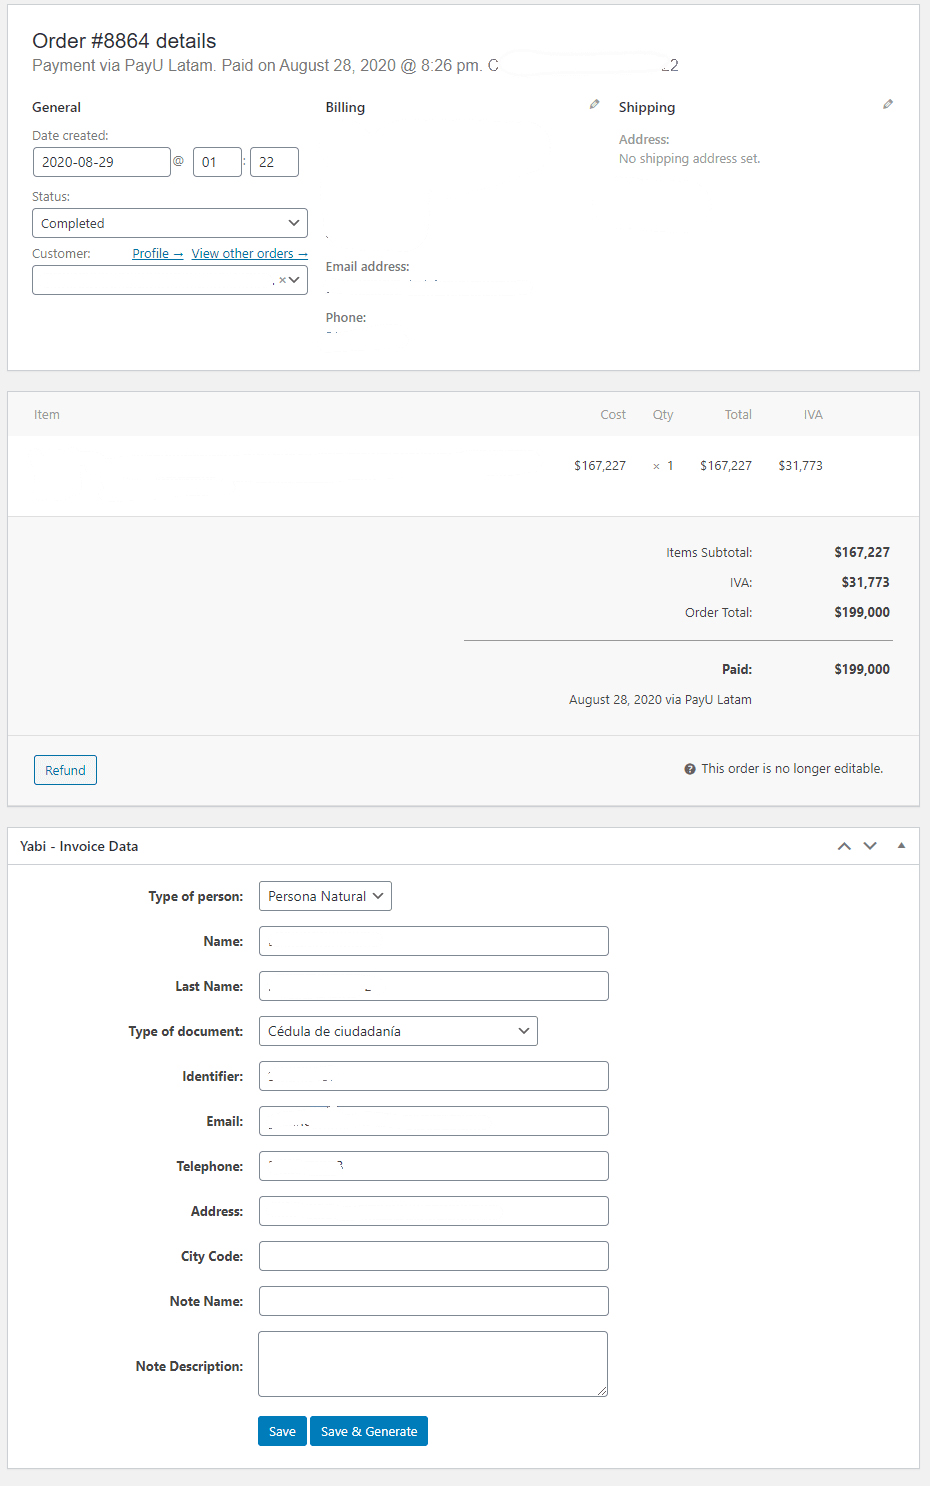 Order #8864 details
Payment via PayU Latam. Paid on August 28, 2020 @ 8:26 pm. C
General
Date created:
2020-08-29 @ 01 : 22
Status:
Completed
Customer: Profile → View other orders →
×
Billing
Email address:
Phone:
Shipping
Address:
No shipping address set.
Item Cost Qty Total IVA
$167,227 × 1 $167,227 $31,773
Items Subtotal: $167,227
IVA: $31,773
Order Total: $199,000
Paid: $199,000
August 28, 2020 via PayU Latam
Refund
This order is no longer editable.
Yabi - Invoice Data
Type of person: Persona Natural
Name:
Last Name:
Type of document: Cédula de ciudadanía
Identifier:
Email:
Telephone:
Address:
City Code:
Note Name:
Note Description:
Save Save & Generate